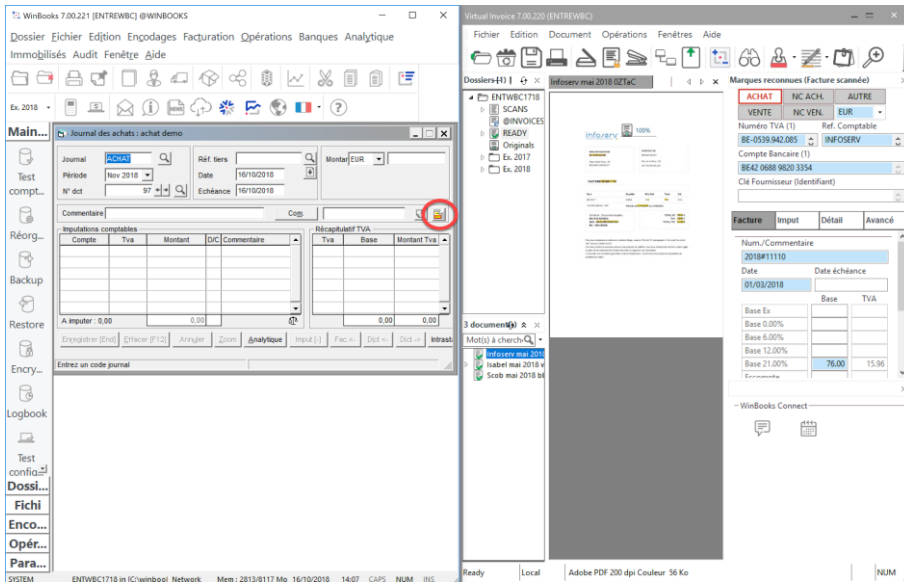 WinBooks 7.00.221 [ENTREWBC] @WINBOOKS
Dossier Fichier Edition Encodages Facturation Opérations Banques Analytique
Immobilisés Audit Fenêtre Aide
Ex. 2018
Main...
Test
compt...
Réorg...
Backup
Restore
Encry...
Logbook
Test
config...
Dossi...
Fichi
Enco...
Opér...
Para...
Journal des achats : achat demo
Journal ACHAT Réf. tiers Montant EUR
Période Nov 2018 Date 16/10/2018
N° dct 97 Echéance 16/10/2018
Commentaire Com
Imputations comptables Récapitulatif TVA
Compte Tva Montant D/C Commentaire Tva Base Montant Tva
A imputer : 0,00 0,00 0,00 0,00
Enregistrer [End] Effacer [F12] Annuler Zoom Analytique Imput [-] Fac <- Dict <- Dict -> Intrast
Entrez un code journal
SYSTEM ENTWBC1718 in [C:\winbool Network Mem : 2813/8117 Mo 16/10/2018 14:07 CAPS NUM INS
Virtual Invoice 7.00.220 (ENTREWBC)
Fichier Edition Document Opérations Fenêtres Aide
Dossiers (1)
ENTWBC1718
SCANS
@INVOICES
READY
Originals
Ex. 2017
Ex. 2018
3 document(s)
Mot(s) à cherch
Infoserv mai 2018
Isabel mai 2018 v
Scob mai 2018 bl
Infoserv mai 2018 0ZTaC
infoserv 100%
Marques reconnues (Facture scannée)
ACHAT NC ACH. AUTRE
VENTE NC VEN. EUR
Numéro TVA (1) Ref. Comptable
BE-0539.942.085 INFOSERV
Compte Bancaire (1)
BE42 0688 9820 3354
Clé Fournisseur (Identifiant)
Facture Imput Détail Avancé
Num./Commentaire
2018#11110
Date Date échéance
01/03/2018
Base TVA
Base Ex
Base 0.00%
Base 6.00%
Base 12.00%
Base 21.00% 76.00 15.96
Escompte
WinBooks Connect
Ready Local Adobe PDF 200 dpi Couleur 56 Ko NUM